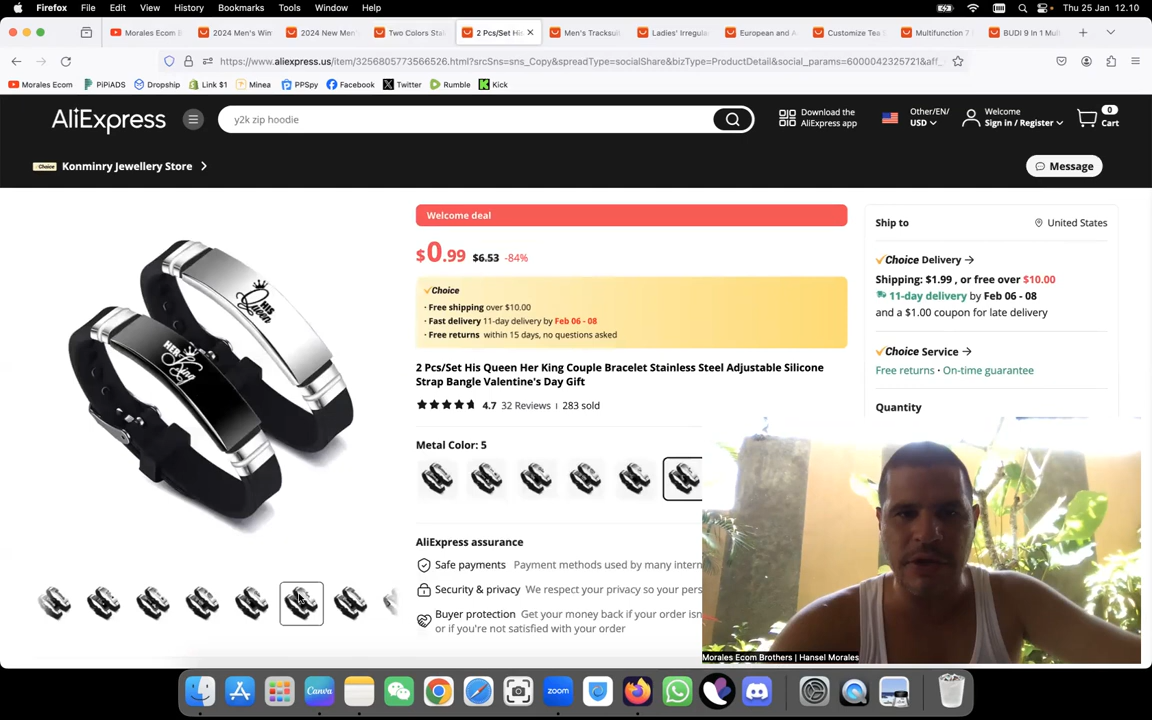 Firefox File Edit View History Bookmarks Tools Window Help
Thu 25 Jan 12.10
Morales Ecom B
2024 Men's Win
2024 New Men'
Two Colors Stai
2 Pcs/Set His
Men's Tracksui
Ladies' Irregula
European and A
Customize Tea
Multifunction 7
BUDI 9 In 1 Mult
https://www.aliexpress.us/item/3256805773566526.html?srcSns=sns_Copy&spreadType=socialShare&bizType=ProductDetail&social_params=6000042325721&aff_
Morales Ecom PiPiADS Dropship Link $1 Minea PPSpy Facebook Twitter Rumble Kick
AliExpress
y2k zip hoodie
Download the
AliExpress app
Other/EN/
USD
Welcome
Sign in / Register
0
Cart
Choice Konminry Jewellery Store
Message
Welcome deal
$0.99 $6.53 -84%
Choice
· Free shipping over $10.00
· Fast delivery 11-day delivery by Feb 06 - 08
· Free returns within 15 days, no questions asked
2 Pcs/Set His Queen Her King Couple Bracelet Stainless Steel Adjustable Silicone
Strap Bangle Valentine's Day Gift
4.7 32 Reviews 283 sold
Metal Color: 5
AliExpress assurance
Safe payments Payment methods used by many intern
Security & privacy We respect your privacy so your pers
Buyer protection Get your money back if your order isn
or if you're not satisfied with your order
Ship to
United States
Choice Delivery
Shipping: $1.99 , or free over $10.00
11-day delivery by Feb 06 - 08
and a $1.00 coupon for late delivery
Choice Service
Free returns · On-time guarantee
Quantity
HIS
Queen
HER
King
Morales Ecom Brothers | Hansel Morales
Canva
zoom